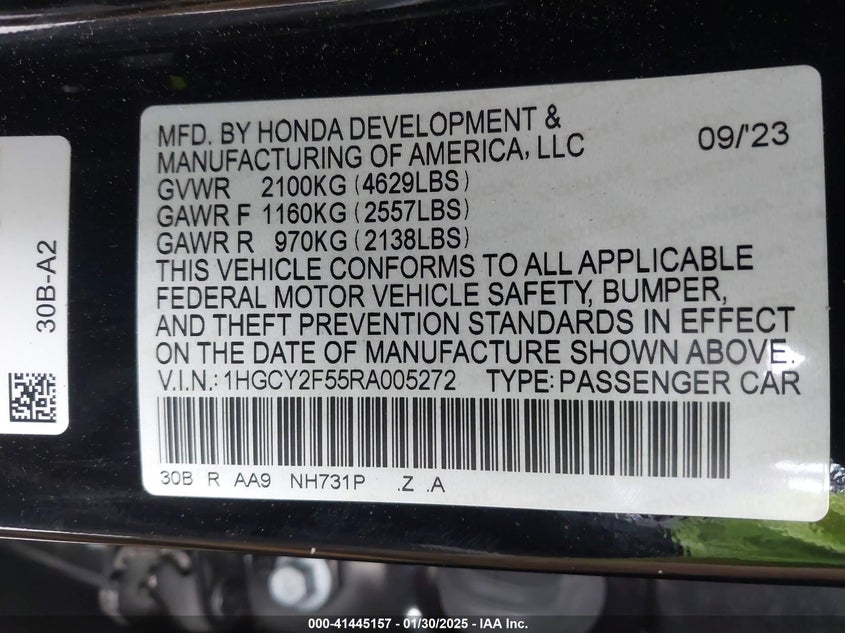 MFD. BY HONDA DEVELOPMENT &
MANUFACTURING OF AMERICA, LLC 09/'23
GVWR 2100KG (4629LBS)
GAWR F 1160KG (2557LBS)
GAWR R 970KG (2138LBS)
THIS VEHICLE CONFORMS TO ALL APPLICABLE
FEDERAL MOTOR VEHICLE SAFETY, BUMPER,
AND THEFT PREVENTION STANDARDS IN EFFECT
ON THE DATE OF MANUFACTURE SHOWN ABOVE.
V.I.N.: 1HGCY2F55RA005272 TYPE: PASSENGER CAR
30B R AA9 NH731P .Z .A
30B-A2
000-41445157 - 01/30/2025 - IAA Inc.